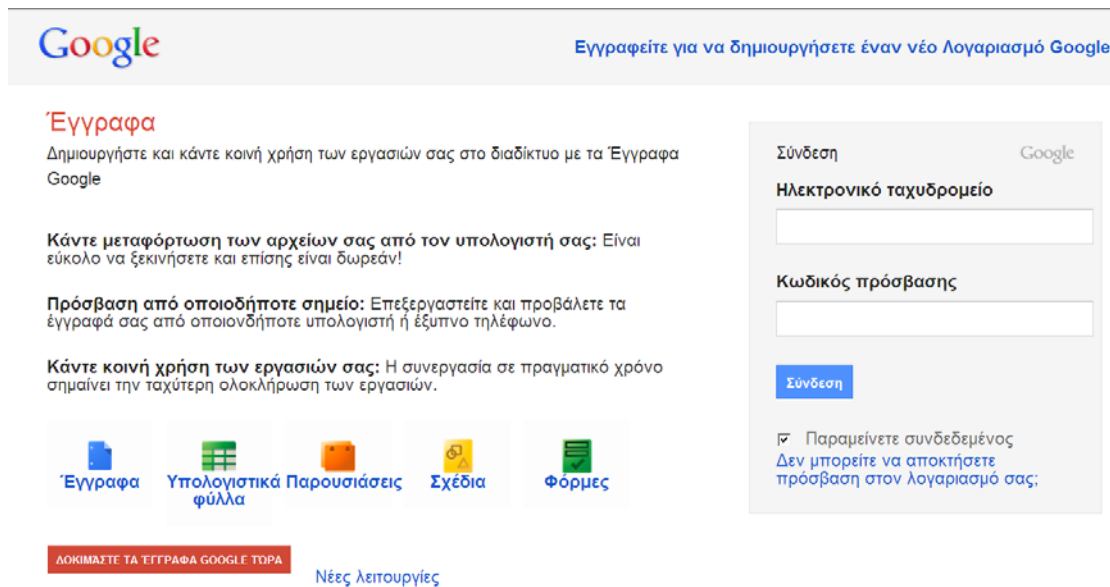 Google
Εγγραφείτε για να δημιουργήσετε έναν νέο Λογαριασμό Google
Έγγραφα
Δημιουργήστε και κάντε κοινή χρήση των εργασιών σας στο διαδίκτυο με τα Έγγραφα
Google
Κάντε μεταφόρτωση των αρχείων σας από τον υπολογιστή σας: Είναι
εύκολο να ξεκινήσετε και επίσης είναι δωρεάν!
Πρόσβαση από οποιοδήποτε σημείο: Επεξεργαστείτε και προβάλετε τα
έγγραφά σας από οποιονδήποτε υπολογιστή ή έξυπνο τηλέφωνο.
Κάντε κοινή χρήση των εργασιών σας: Η συνεργασία σε πραγματικό χρόνο
σημαίνει την ταχύτερη ολοκλήρωση των εργασιών.
Έγγραφα
Υπολογιστικά
φύλλα
Παρουσιάσεις
Σχέδια
Φόρμες
ΔΟΚΙΜΆΣΤΕ ΤΑ ΈΓΓΡΑΦΑ GOOGLE ΤΏΡΑ
Νέες λειτουργίες
Σύνδεση
Google
Ηλεκτρονικό ταχυδρομείο
Κωδικός πρόσβασης
Σύνδεση
Παραμείνετε συνδεδεμένος
Δεν μπορείτε να αποκτήσετε
πρόσβαση στον λογαριασμό σας;